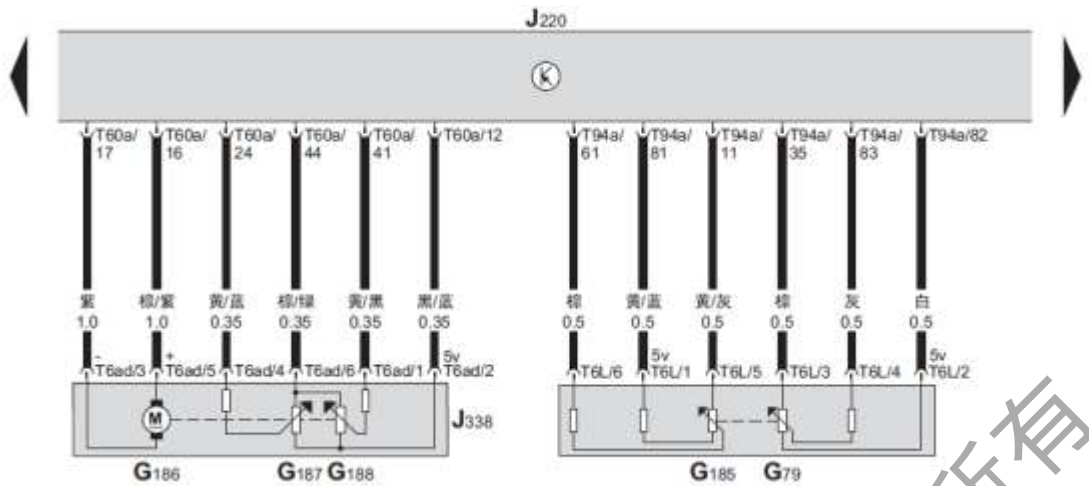 J220
T60a/ T60a/ T60a/ T60a/ T60a/ T60a/12 T94a/ T94a/ T94a/ T94a/ T94a/ T94a/82
17 16 24 44 41 61 81 11 35 83
紫 棕/紫 黄/蓝 棕/绿 黄/黑 黑/蓝 棕 黄/蓝 黄/灰 棕 灰 白
1.0 1.0 0.35 0.35 0.35 0.35 0.5 0.5 0.5 0.5 0.5 0.5
- + 5v 5v 5v
T6ad/3 T6ad/5 T6ad/4 T6ad/6 T6ad/1 T6ad/2 T6L/6 T6L/1 T6L/5 T6L/3 T6L/4 T6L/2
M J338
G186 G187 G188 G185 G79
所有